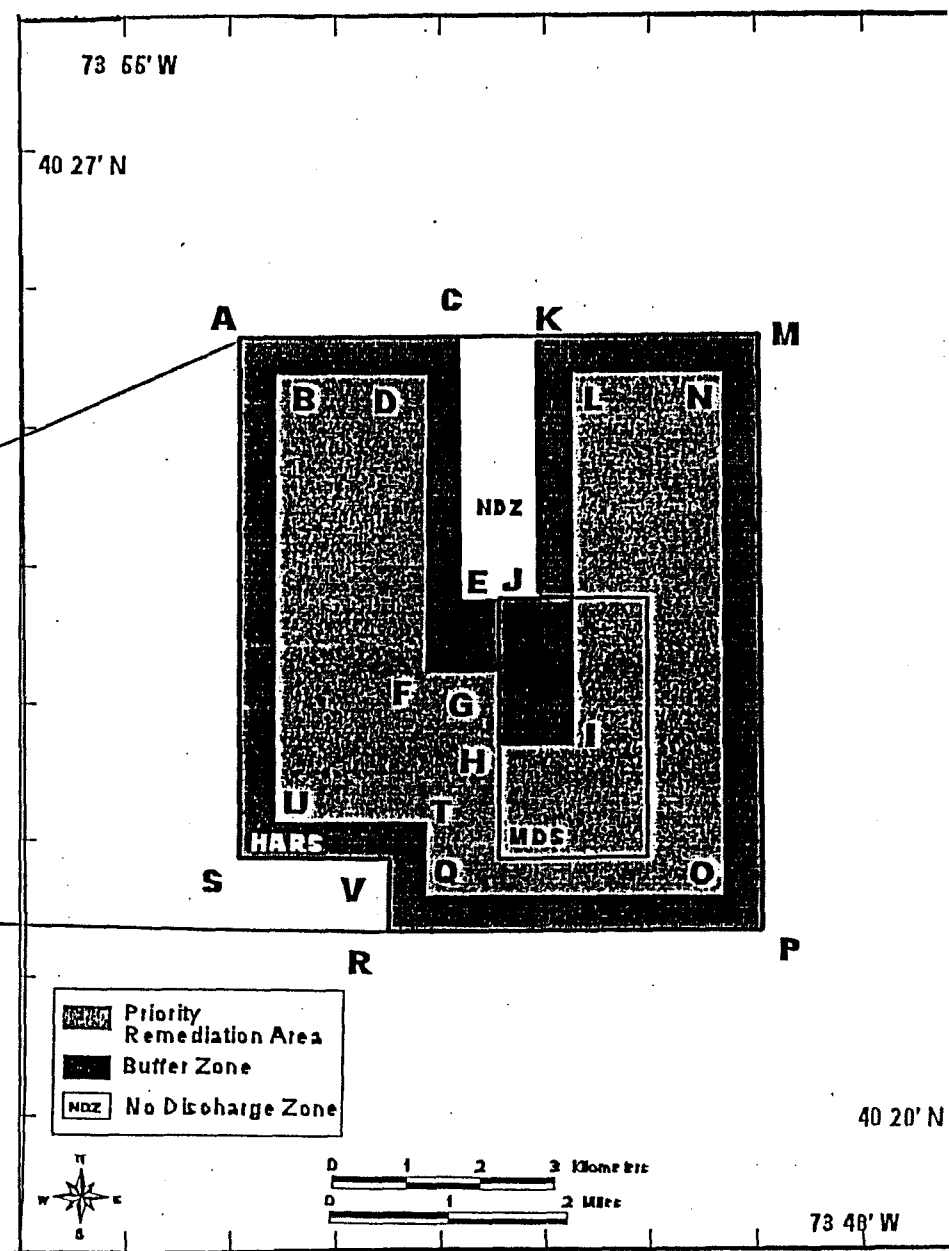 73 56' W
40 27' N
C
A
K
M
B
D
L
N
NDZ
E
J
F
G
I
H
U
T
MDS
HARS
Q
O
S
V
R
P
Priority
Remediation Area
Buffer Zone
NDZ No Discharge Zone
40 20' N
N
W E
S
0 1 2 3 Kilometers
0 1 2 Miles
73 48' W